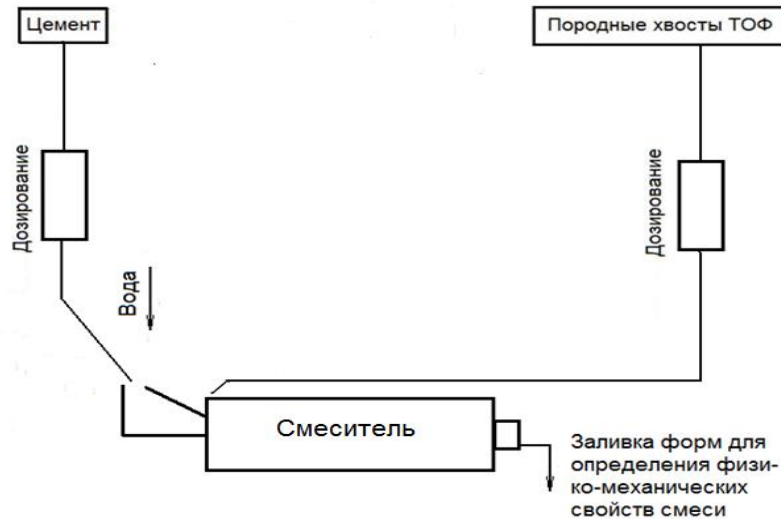 Цемент
Породные хвосты ТОФ
Дозирование
Дозирование
Вода
Смеситель
Заливка форм для
определения физи-
ко-механических
свойств смеси